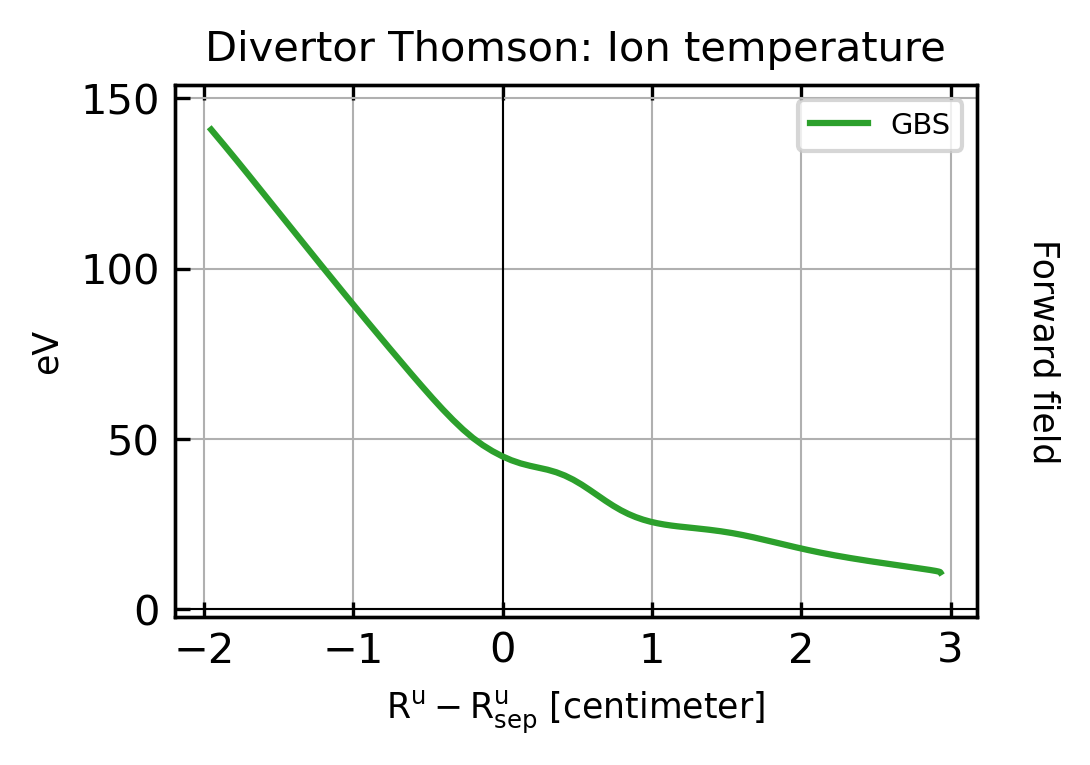 Divertor Thomson: Ion temperature
150
100
50
0
eV
GBS
Forward field
−2 −1 0 1 2 3
Rᵘ − Rᵘsep [centimeter]